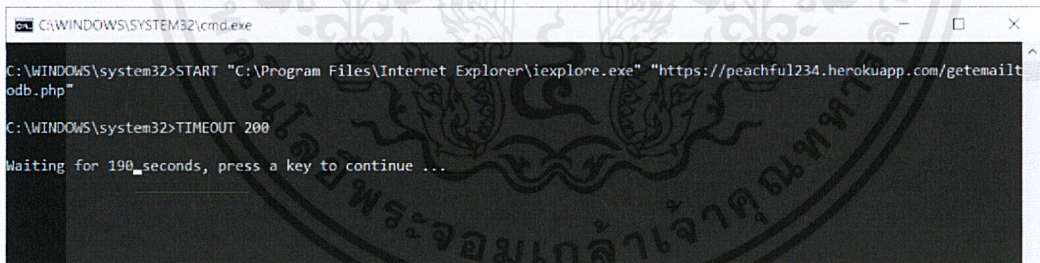 C:\WINDOWS\SYSTEM32\cmd.exe
C:\WINDOWS\system32>START "C:\Program Files\Internet Explorer\iexplore.exe" "https://peachful234.herokuapp.com/getemailt
odb.php"
C:\WINDOWS\system32>TIMEOUT 200
Waiting for 190 seconds, press a key to continue ...